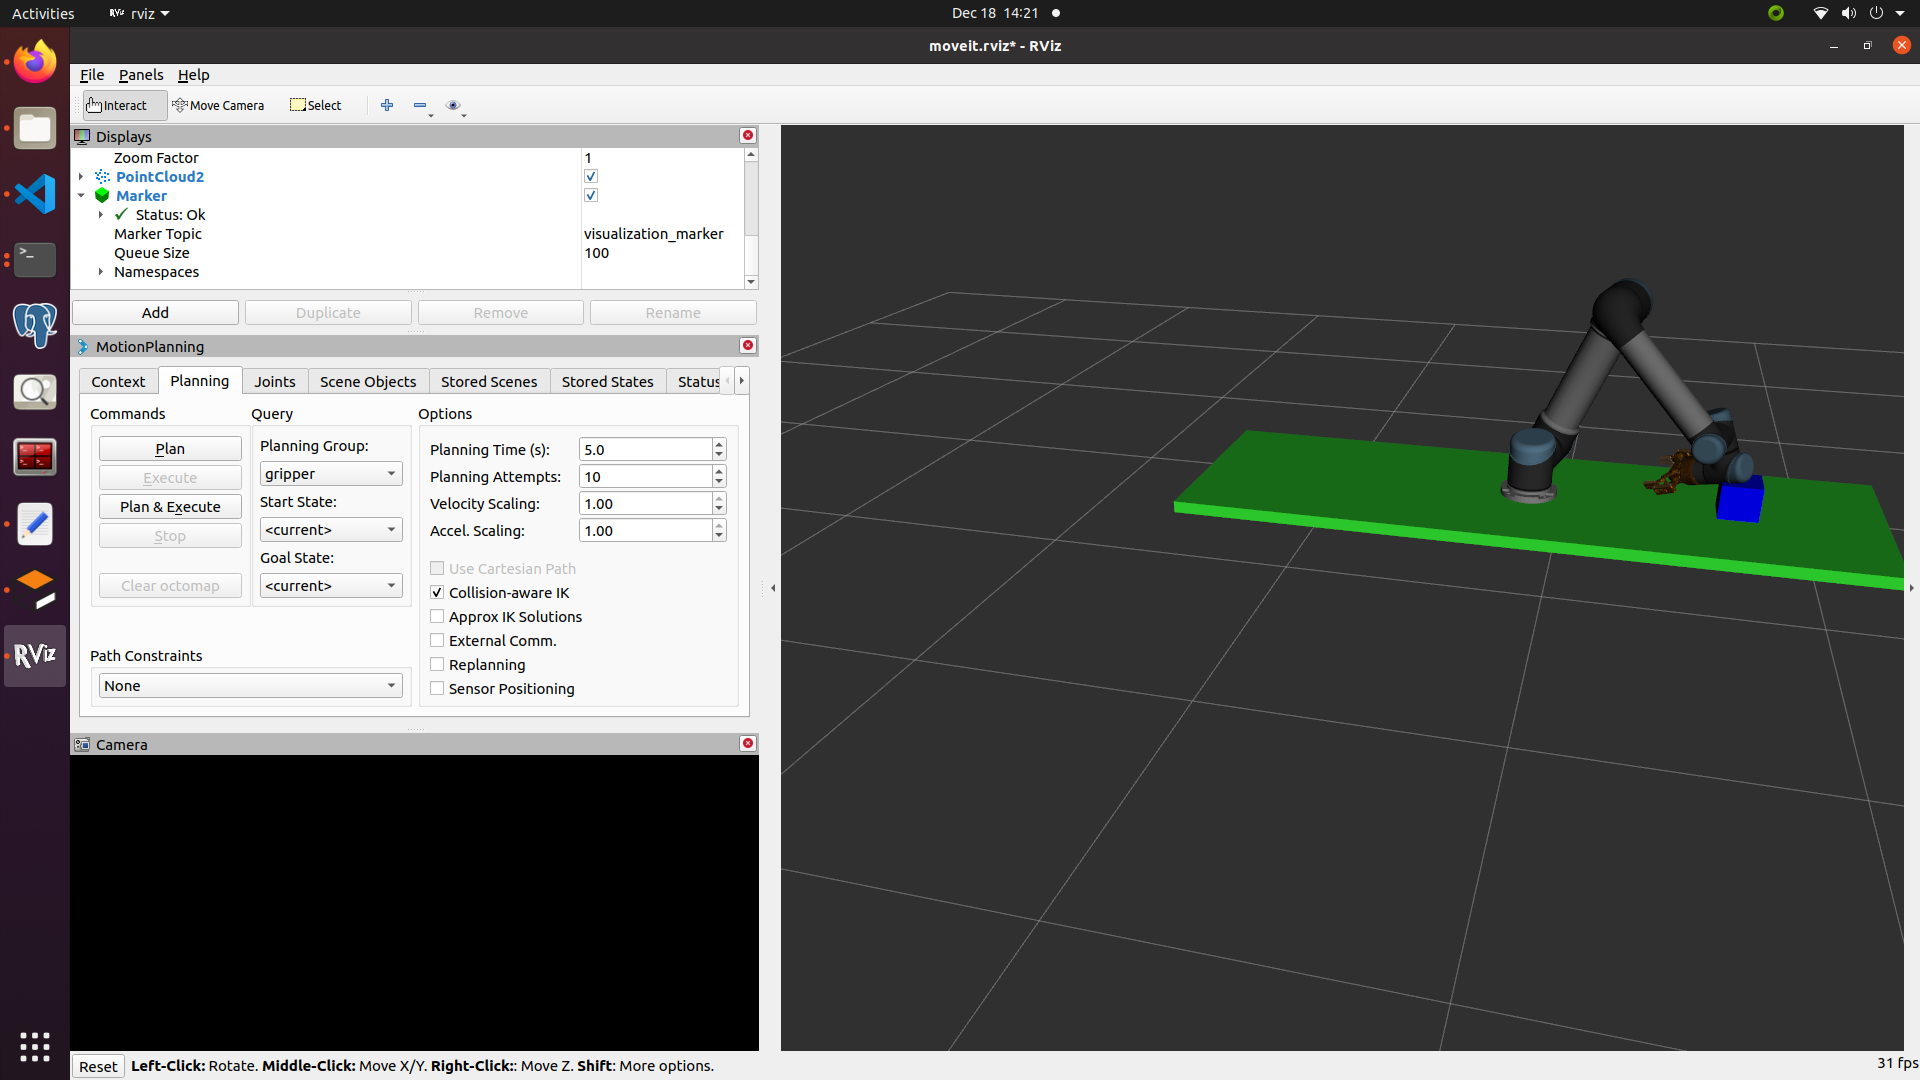 Activities
RViz rviz
Dec 18 14:21
moveit.rviz* - RViz
File Panels Help
Interact Move Camera Select
Displays
Zoom Factor 1
PointCloud2
Marker
Status: Ok
Marker Topic visualization_marker
Queue Size 100
Namespaces
Add Duplicate Remove Rename
MotionPlanning
Context Planning Joints Scene Objects Stored Scenes Stored States Status
Commands Query Options
Plan
Execute
Plan & Execute
Stop
Clear octomap
Planning Group:
gripper
Start State:
<current>
Goal State:
<current>
Planning Time (s): 5.0
Planning Attempts: 10
Velocity Scaling: 1.00
Accel. Scaling: 1.00
Use Cartesian Path
Collision-aware IK
Approx IK Solutions
External Comm.
Replanning
Sensor Positioning
Path Constraints
None
RViz
Camera
Reset Left-Click: Rotate. Middle-Click: Move X/Y. Right-Click:: Move Z. Shift: More options.
31 fps